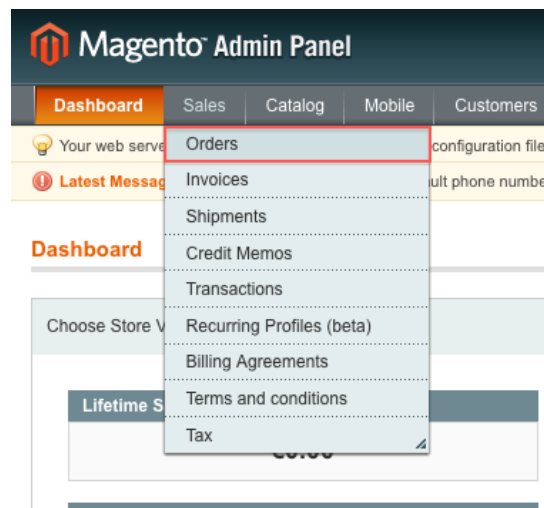 Magento™ Admin Panel
Dashboard Sales Catalog Mobile Customers
Your web serve configuration file
Orders
Latest Messag ult phone numbe
Invoices
Shipments
Dashboard
Credit Memos
Transactions
Choose Store V
Recurring Profiles (beta)
Billing Agreements
Lifetime S
Terms and conditions
Tax